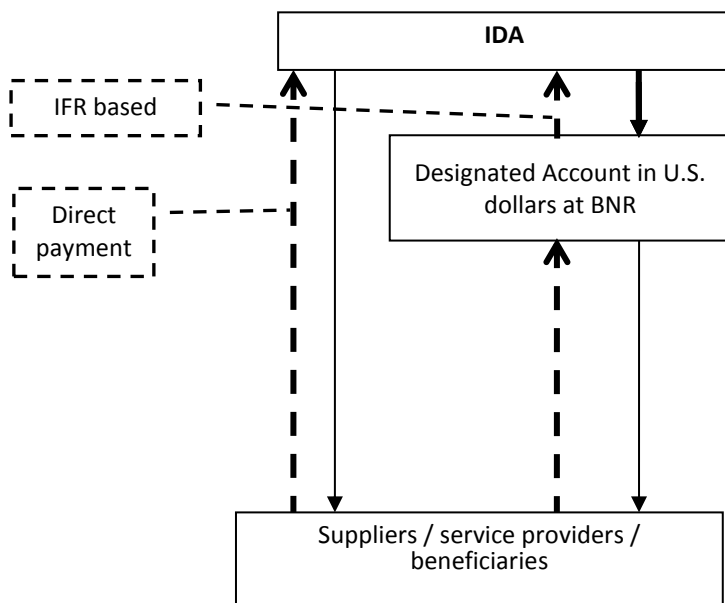 IDA
IFR based
Designated Account in U.S.
dollars at BNR
Direct
payment
Suppliers / service providers /
beneficiaries